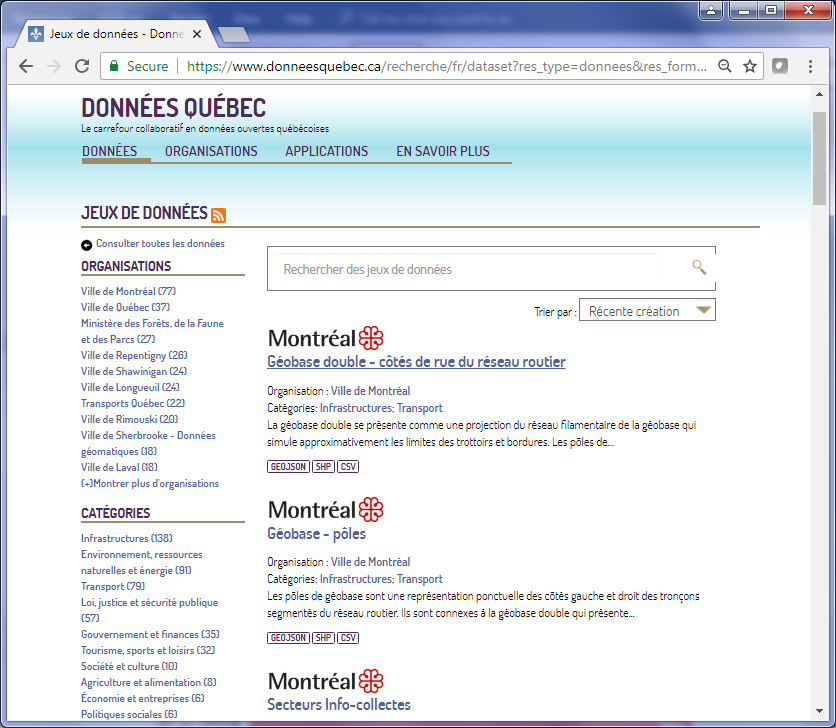 Jeux de données - Donné
Secure
https://www.donneesquebec.ca/recherche/fr/dataset?res_type=donnees&res_form...
DONNÉES QUÉBEC
Le carrefour collaboratif en données ouvertes québécoises
DONNÉES ORGANISATIONS APPLICATIONS EN SAVOIR PLUS
JEUX DE DONNÉES
Consulter toutes les données
ORGANISATIONS
Ville de Montréal (77)
Ville de Québec (37)
Ministère des Forêts, de la Faune
et des Parcs (27)
Ville de Repentigny (26)
Ville de Shawinigan (24)
Ville de Longueuil (24)
Transports Québec (22)
Ville de Rimouski (20)
Ville de Sherbrooke - Données
géomatiques (18)
Ville de Laval (18)
(+)Montrer plus d'organisations
CATÉGORIES
Infrastructures (138)
Environnement, ressources
naturelles et énergie (91)
Transport (79)
Loi, justice et sécurité publique
(57)
Gouvernement et finances (35)
Tourisme, sports et loisirs (32)
Société et culture (10)
Agriculture et alimentation (8)
Économie et entreprises (6)
Politiques sociales (6)
Rechercher des jeux de données
Trier par : Récente création
Montréal
Géobase double - côtés de rue du réseau routier
Organisation : Ville de Montréal
Catégories: Infrastructures; Transport
La géobase double se présente comme une projection du réseau filamentaire de la géobase qui
simule approximativement les limites des trottoirs et bordures. Les pôles de...
GEOJSON SHP CSV
Montréal
Géobase - pôles
Organisation : Ville de Montréal
Catégories: Infrastructures; Transport
Les pôles de géobase sont une représentation ponctuelle des côtés gauche et droit des tronçons
segmentés du réseau routier. Ils sont connexes à la géobase double qui présente...
GEOJSON SHP CSV
Montréal
Secteurs Info-collectes